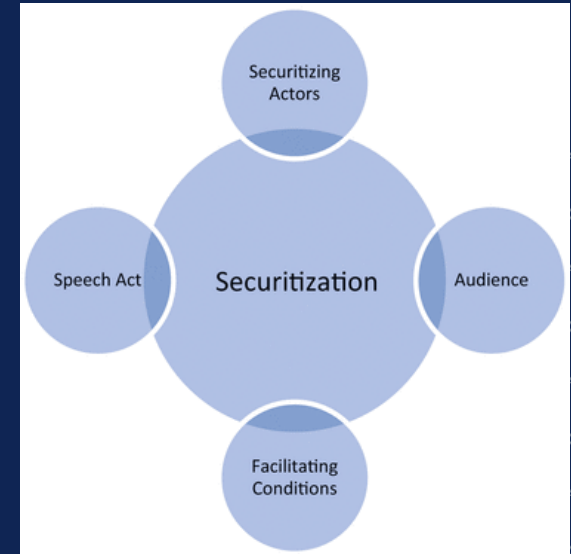 Securitizing
Actors
Speech Act
Securitization
Audience
Facilitating
Conditions